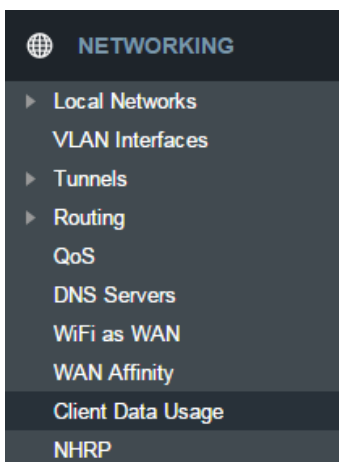 NETWORKING
Local Networks
VLAN Interfaces
Tunnels
Routing
QoS
DNS Servers
WiFi as WAN
WAN Affinity
Client Data Usage
NHRP